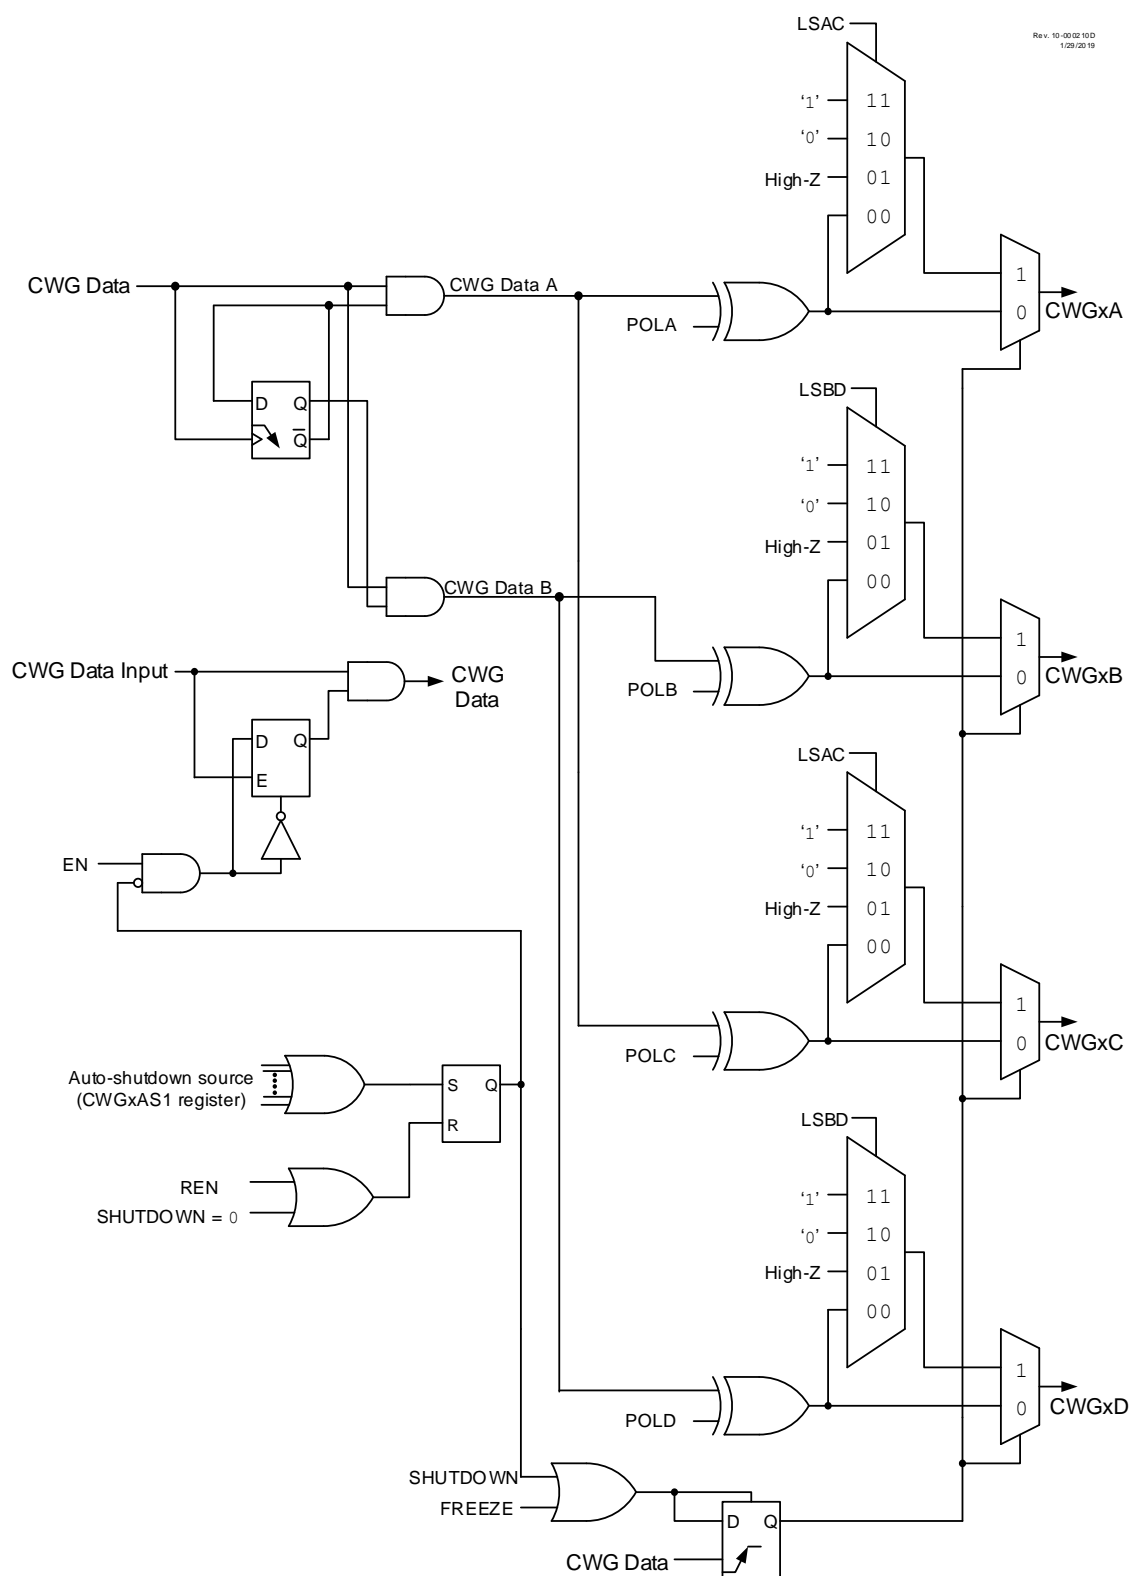 LSAC
Rev. 10-000210D
1/29/2019
‘1’ 11
‘0’ 10
High-Z 01
00
CWG Data
CWG Data A
1
POLA
0
CWGxA
D Q
Q
LSBD
‘1’ 11
‘0’ 10
High-Z 01
00
CWG Data B
1
CWG Data Input
CWG
Data
POLB
0
CWGxB
D Q
E
LSAC
‘1’ 11
EN
‘0’ 10
High-Z 01
00
1
POLC
0
CWGxC
Auto-shutdown source
(CWGxAS1 register)
S Q
R
LSBD
REN
SHUTDOWN = 0
‘1’ 11
‘0’ 10
High-Z 01
00
1
POLD
0
CWGxD
SHUTDOWN
FREEZE
D Q
CWG Data